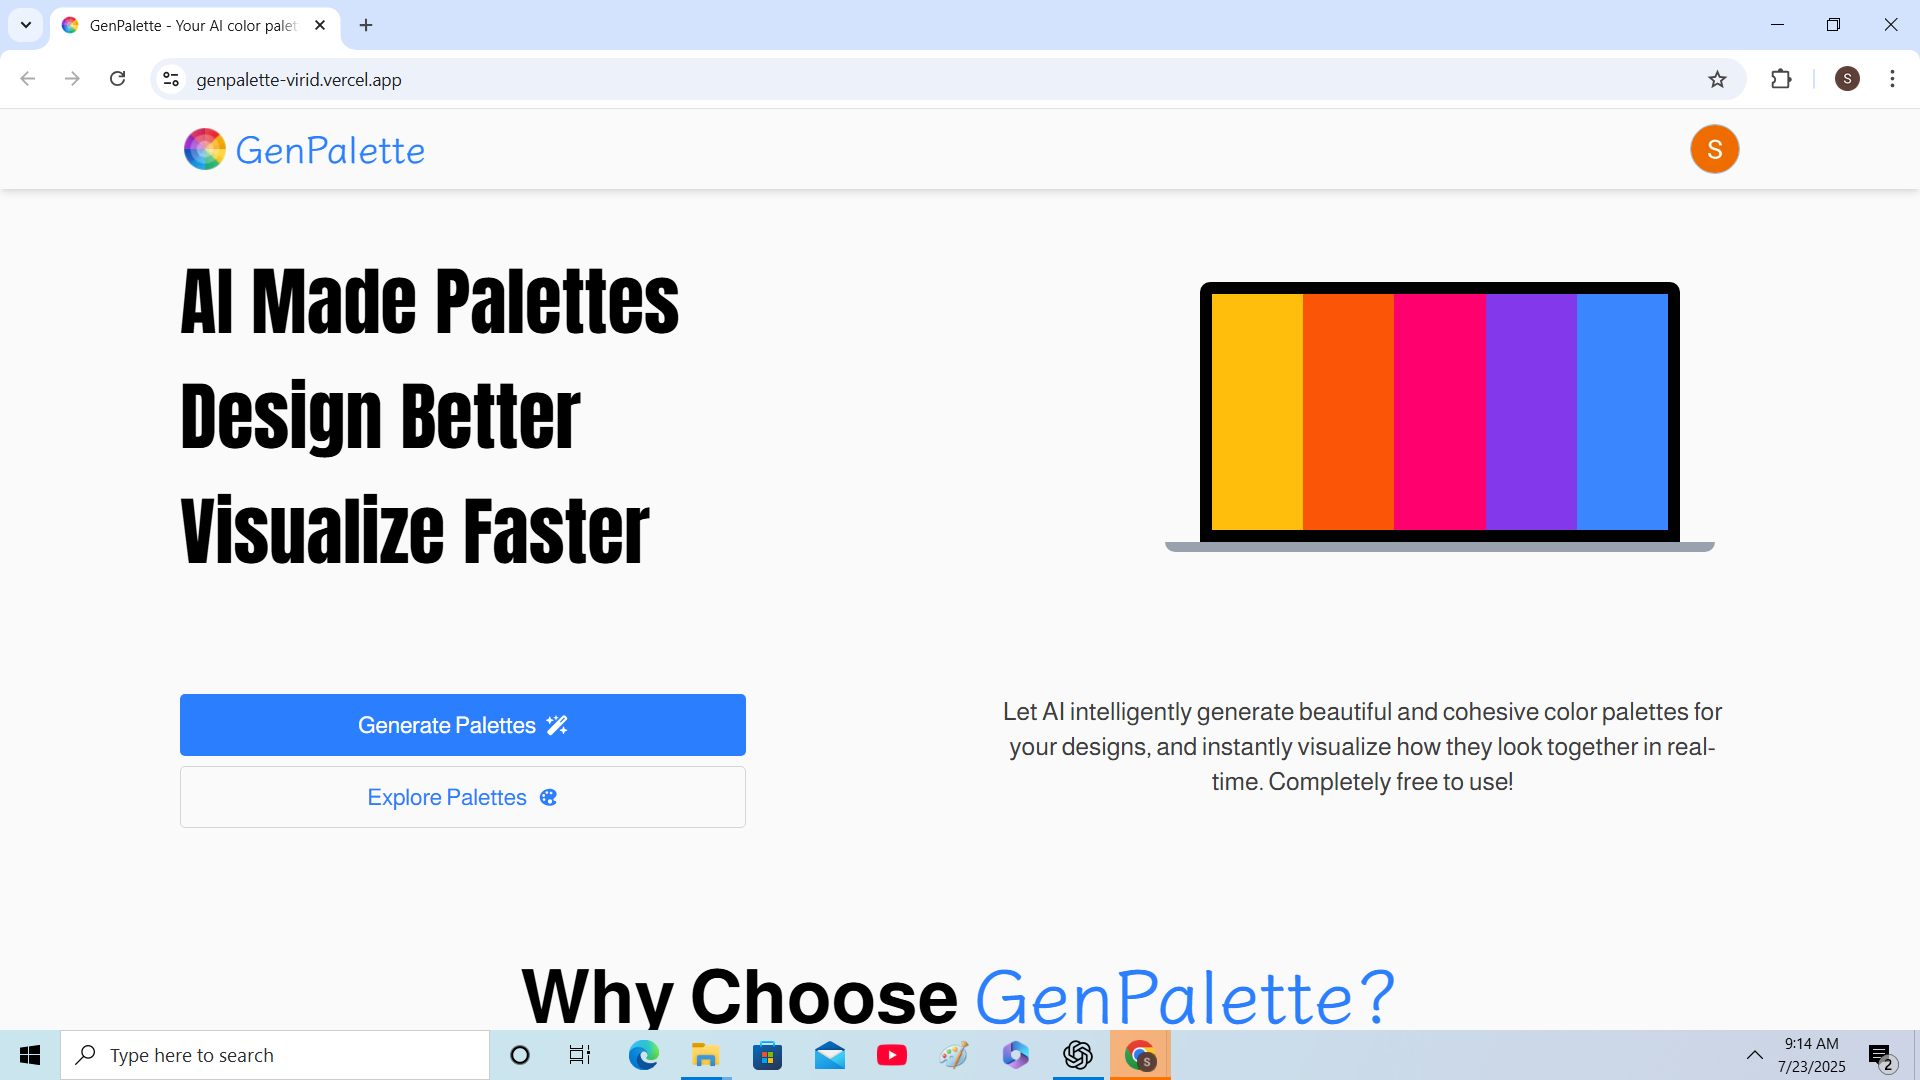 GenPalette - Your AI color palet
genpalette-virid.vercel.app
S
GenPalette
S
AI Made Palettes
Design Better
Visualize Faster
Generate Palettes
Explore Palettes
Let AI intelligently generate beautiful and cohesive color palettes for
your designs, and instantly visualize how they look together in real-
time. Completely free to use!
Why Choose GenPalette?
Type here to search
S
9:14 AM
7/23/2025
2